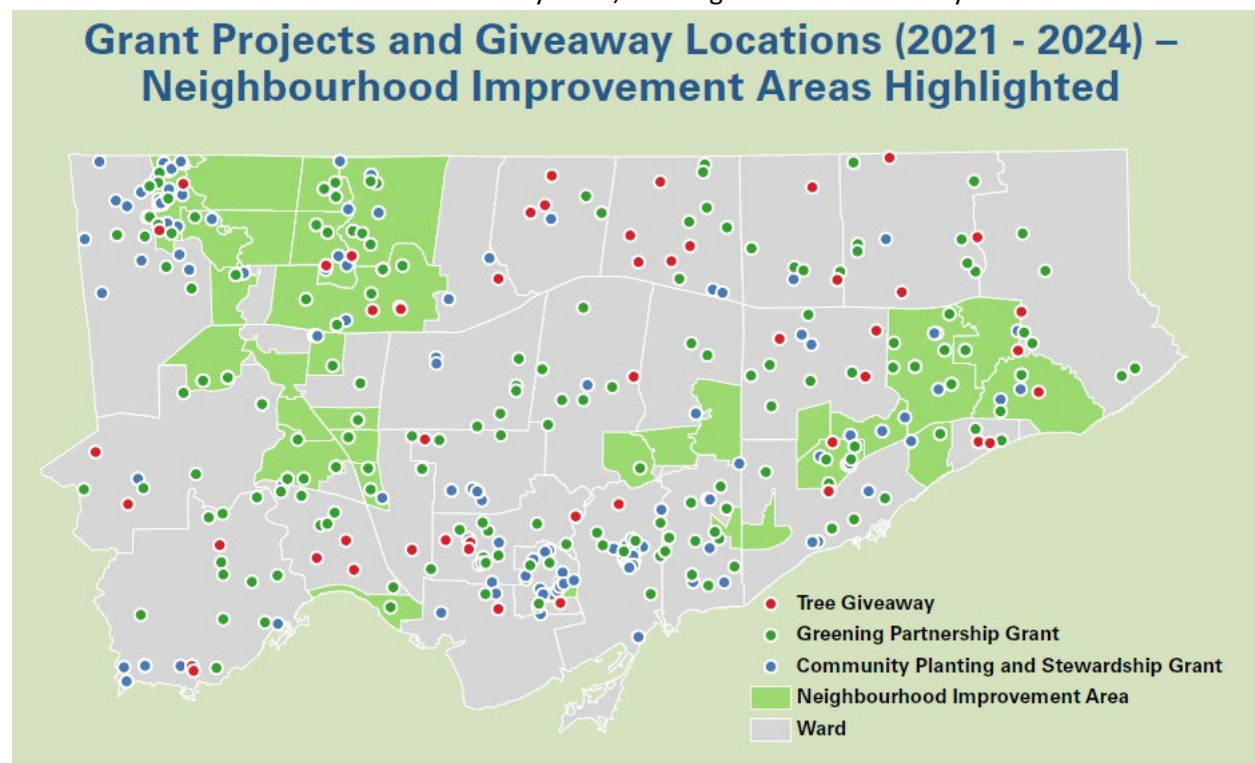 Grant Projects and Giveaway Locations (2021 - 2024) –
Neighbourhood Improvement Areas Highlighted
Tree Giveaway
Greening Partnership Grant
Community Planting and Stewardship Grant
Neighbourhood Improvement Area
Ward